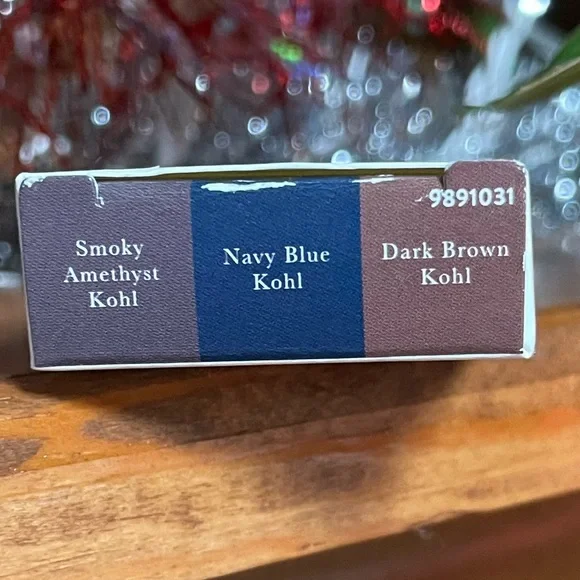 9891031
Smoky
Amethyst
Kohl
Navy Blue
Kohl
Dark Brown
Kohl